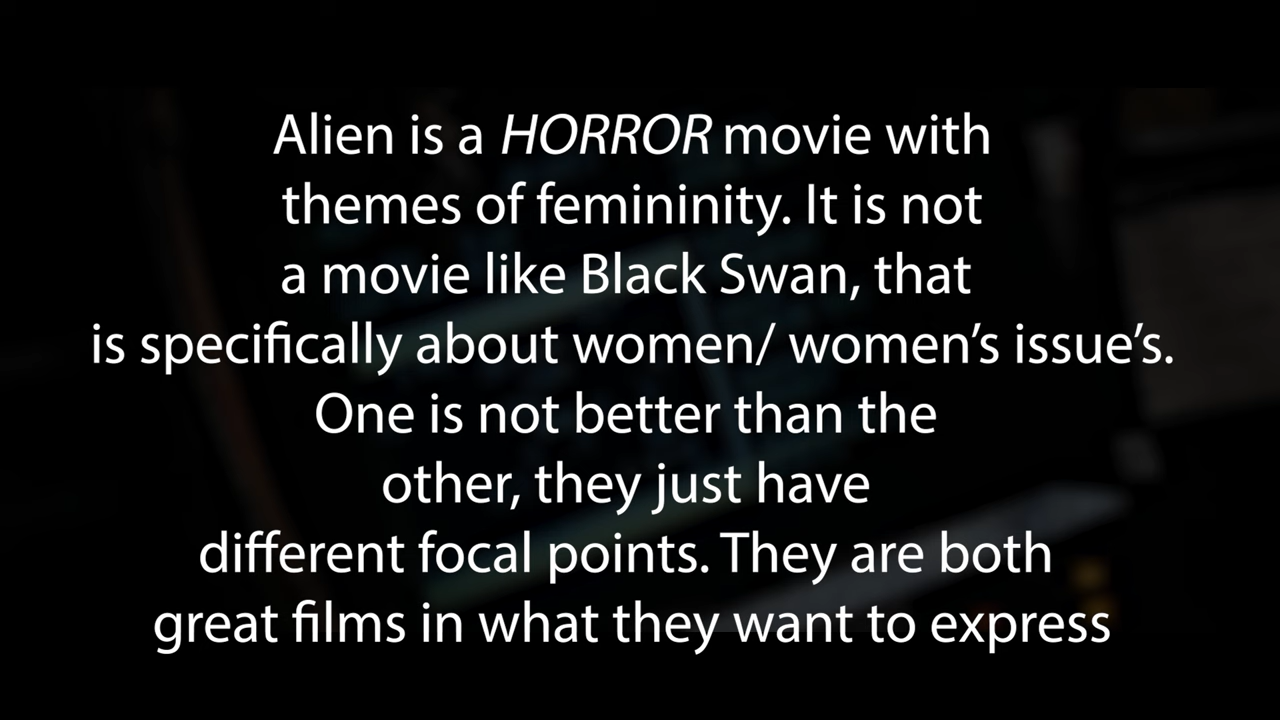 Alien is a HORROR movie with
themes of femininity. It is not
a movie like Black Swan, that
is specifically about women/ women’s issue’s.
One is not better than the
other, they just have
different focal points. They are both
great films in what they want to express